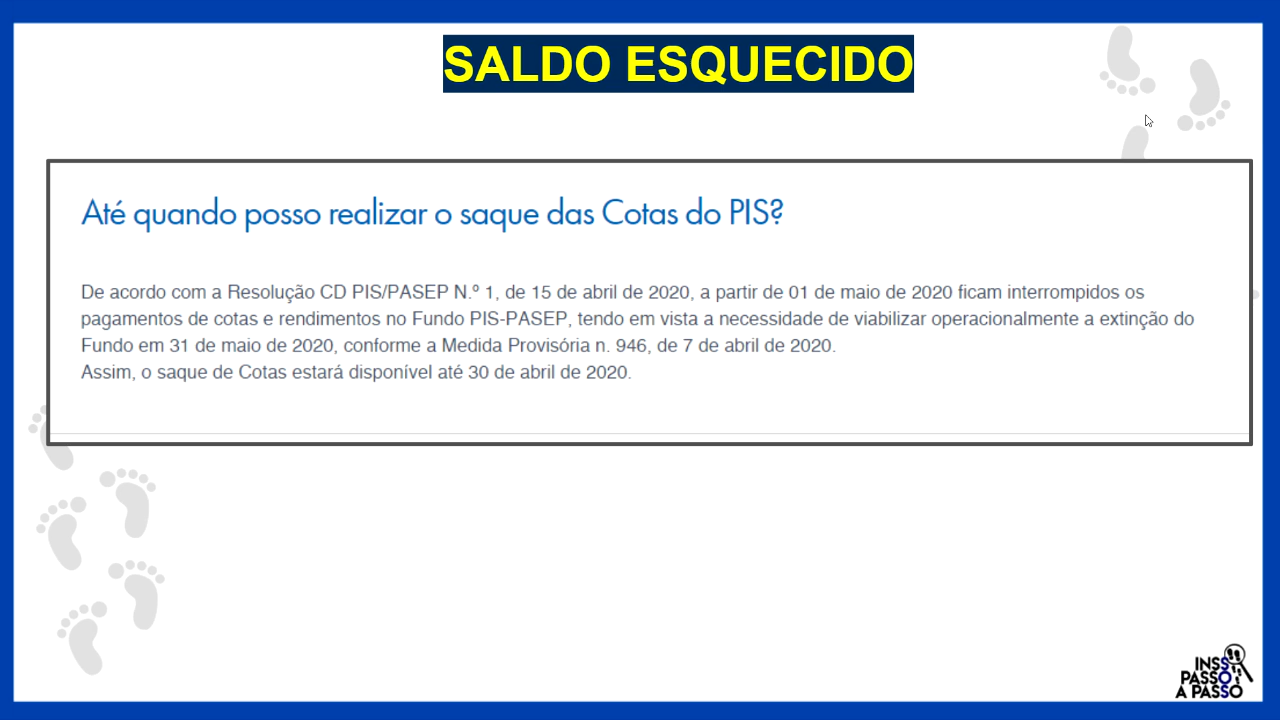 SALDO ESQUECIDO
Até quando posso realizar o saque das Cotas do PIS?
De acordo com a Resolução CD PIS/PASEP N.º 1, de 15 de abril de 2020, a partir de 01 de maio de 2020 ficam interrompidos os
pagamentos de cotas e rendimentos no Fundo PIS-PASEP, tendo em vista a necessidade de viabilizar operacionalmente a extinção do
Fundo em 31 de maio de 2020, conforme a Medida Provisória n. 946, de 7 de abril de 2020.
Assim, o saque de Cotas estará disponível até 30 de abril de 2020.
INSS
PASSO
A PASSO